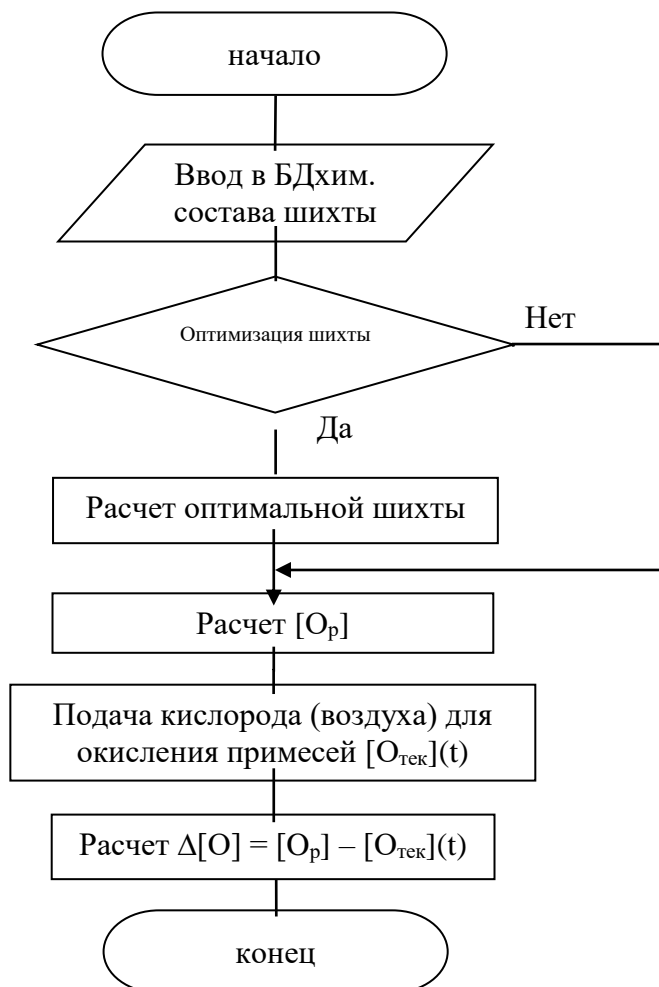 начало
Ввод в БДхим.
состава шихты
Оптимизация шихты
Нет
Да
Расчет оптимальной шихты
Расчет [Oр]
Подача кислорода (воздуха) для
окисления примесей [Oтек](t)
Расчет Δ[O] = [Oр] – [Oтек](t)
конец